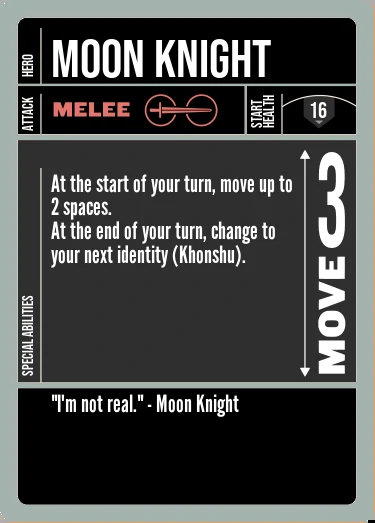 HERO
MOON KNIGHT
ATTACK
MELEE
START
HEALTH
16
SPECIAL ABILITIES
At the start of your turn, move up to
2 spaces.
At the end of your turn, change to
your next identity (Khonshu).
MOVE 3
"I'm not real." - Moon Knight